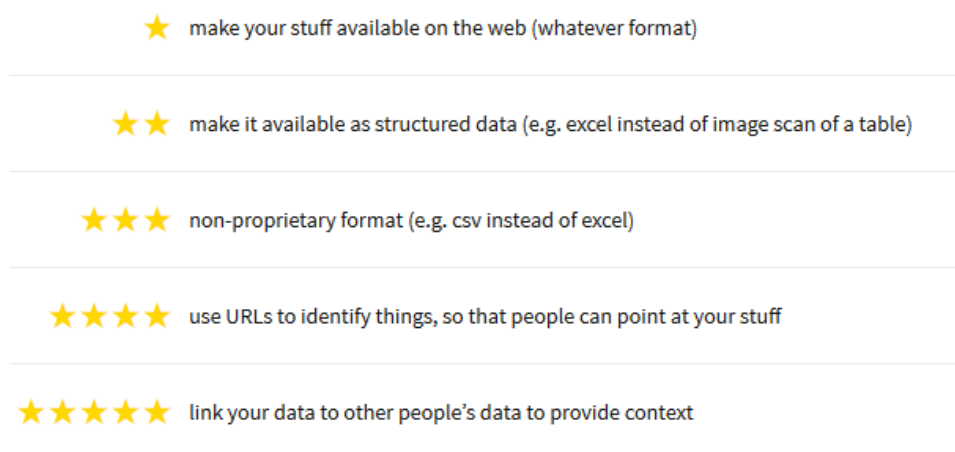 make your stuff available on the web (whatever format)
make it available as structured data (e.g. excel instead of image scan of a table)
non-proprietary format (e.g. csv instead of excel)
use URLs to identify things, so that people can point at your stuff
link your data to other people’s data to provide context